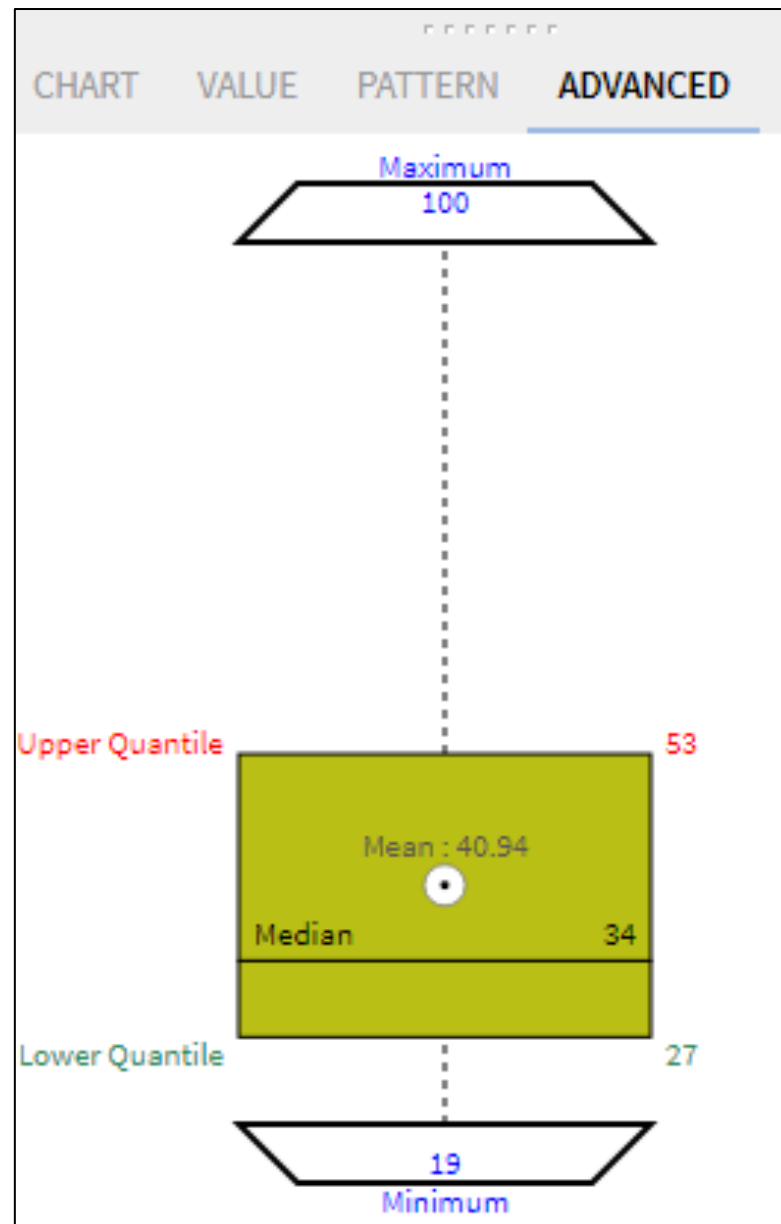 CHART VALUE PATTERN ADVANCED
Maximum
100
Upper Quantile 53
Mean : 40.94
Median 34
Lower Quantile 27
19
Minimum